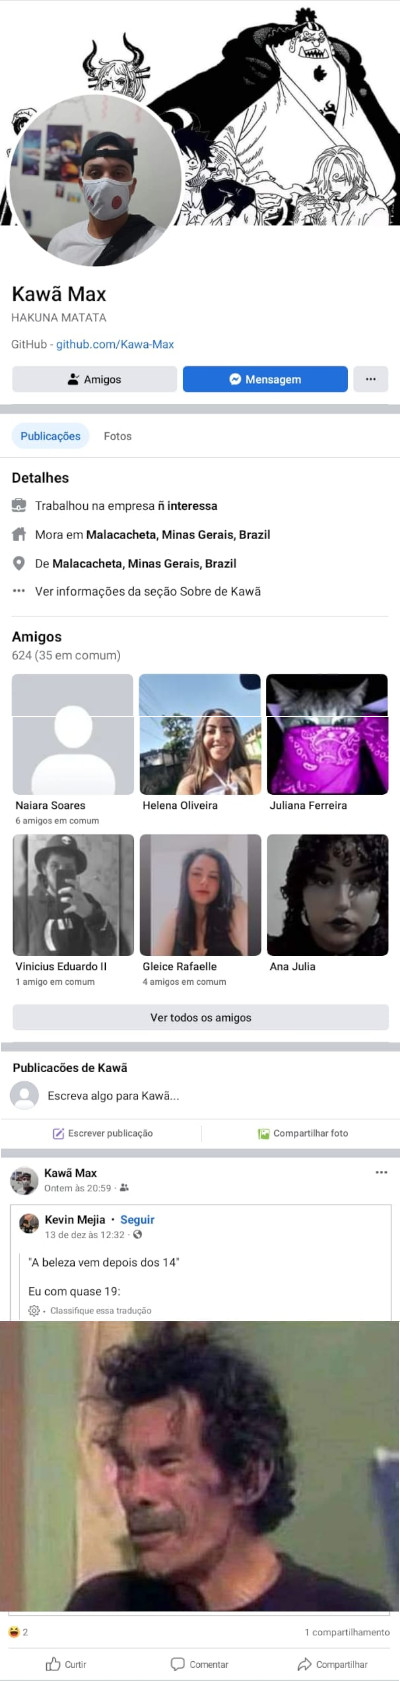 Kawã Max
HAKUNA MATATA
GitHub - github.com/Kawa-Max
Amigos
Mensagem
Publicações
Fotos
Detalhes
Trabalhou na empresa ñ interessa
Mora em Malacacheta, Minas Gerais, Brazil
De Malacacheta, Minas Gerais, Brazil
Ver informações da seção Sobre de Kawã
Amigos
624 (35 em comum)
Naiara Soares
6 amigos em comum
Helena Oliveira
Juliana Ferreira
Vinicius Eduardo II
1 amigo em comum
Gleice Rafaelle
4 amigos em comum
Ana Julia
Ver todos os amigos
Publicacões de Kawã
Escreva algo para Kawã...
Escrever publicação
Compartilhar foto
Kawã Max
Ontem às 20:59 ·
Kevin Mejia • Seguir
13 de dez às 12:32 ·
"A beleza vem depois dos 14"
Eu com quase 19:
· Classifique essa tradução
2
1 compartilhamento
Curtir
Comentar
Compartilhar